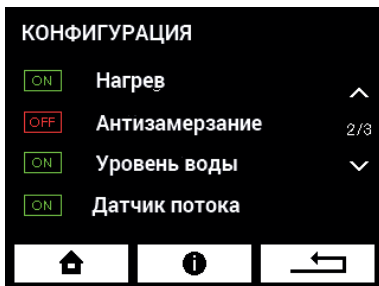 КОНФИГУРАЦИЯ
ON Нагрев
OFF Антизамерзание
2/3
ON Уровень воды
ON Датчик потока